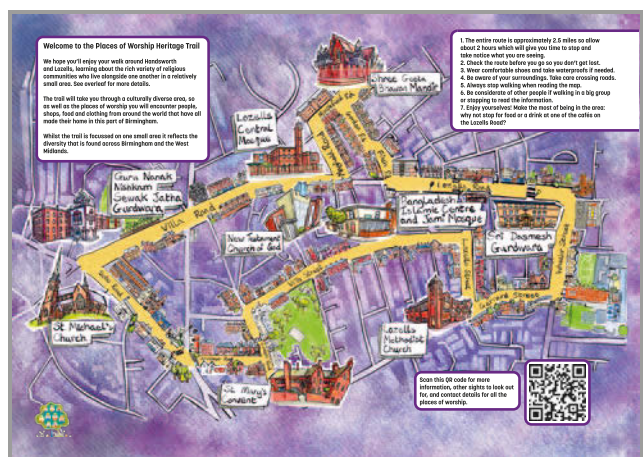 Welcome to the Places of Worship Heritage Trail
We hope you'll enjoy your walk around Handsworth
and Lozells, learning about the rich variety of religious
communities who live alongside one another in a relatively
small area. See overleaf for more details.
The trail will take you through a culturally diverse area, so
as well as the places of worship you will encounter people,
shops, food and clothing from around the world that have all
made their home in this part of Birmingham.
Whilst the trail is focussed on one small area it reflects the
diversity that is found across Birmingham and the West
Midlands.
1. The entire route is approximately 2.5 miles so allow
about 2 hours which will give you time to stop and
take notice what you are seeing.
2. Check the route before you go so you don't get lost.
3. Wear comfortable shoes and take waterproofs if needed.
4. Be aware of your surroundings. Take care crossing roads.
5. Always stop walking when reading the map.
6. Be considerate of other people if walking in a big group
or stopping to read the information.
7. Enjoy yourselves! Make the most of being in the area:
why not stop for food or a drink at one of the cafés on
the Lozells Road?
Shree Geeta
Bhawan Mandir
Lozells
Central
Mosque
Guru Nanak
Nishkam
Sewak Jatha
Gurdwara
Villa Road
Bangladesh
Islamic Centre
and Jami Mosque
New Testament
Church of God
Sri Dasmesh
Gurdwara
Wheeler Street
Gerrard Street
St. Michael's
Church
Lozells
Methodist
Church
St. Mary's
Convent
Scan this QR code for more
information, other sights to look out
for, and contact details for all the
places of worship.